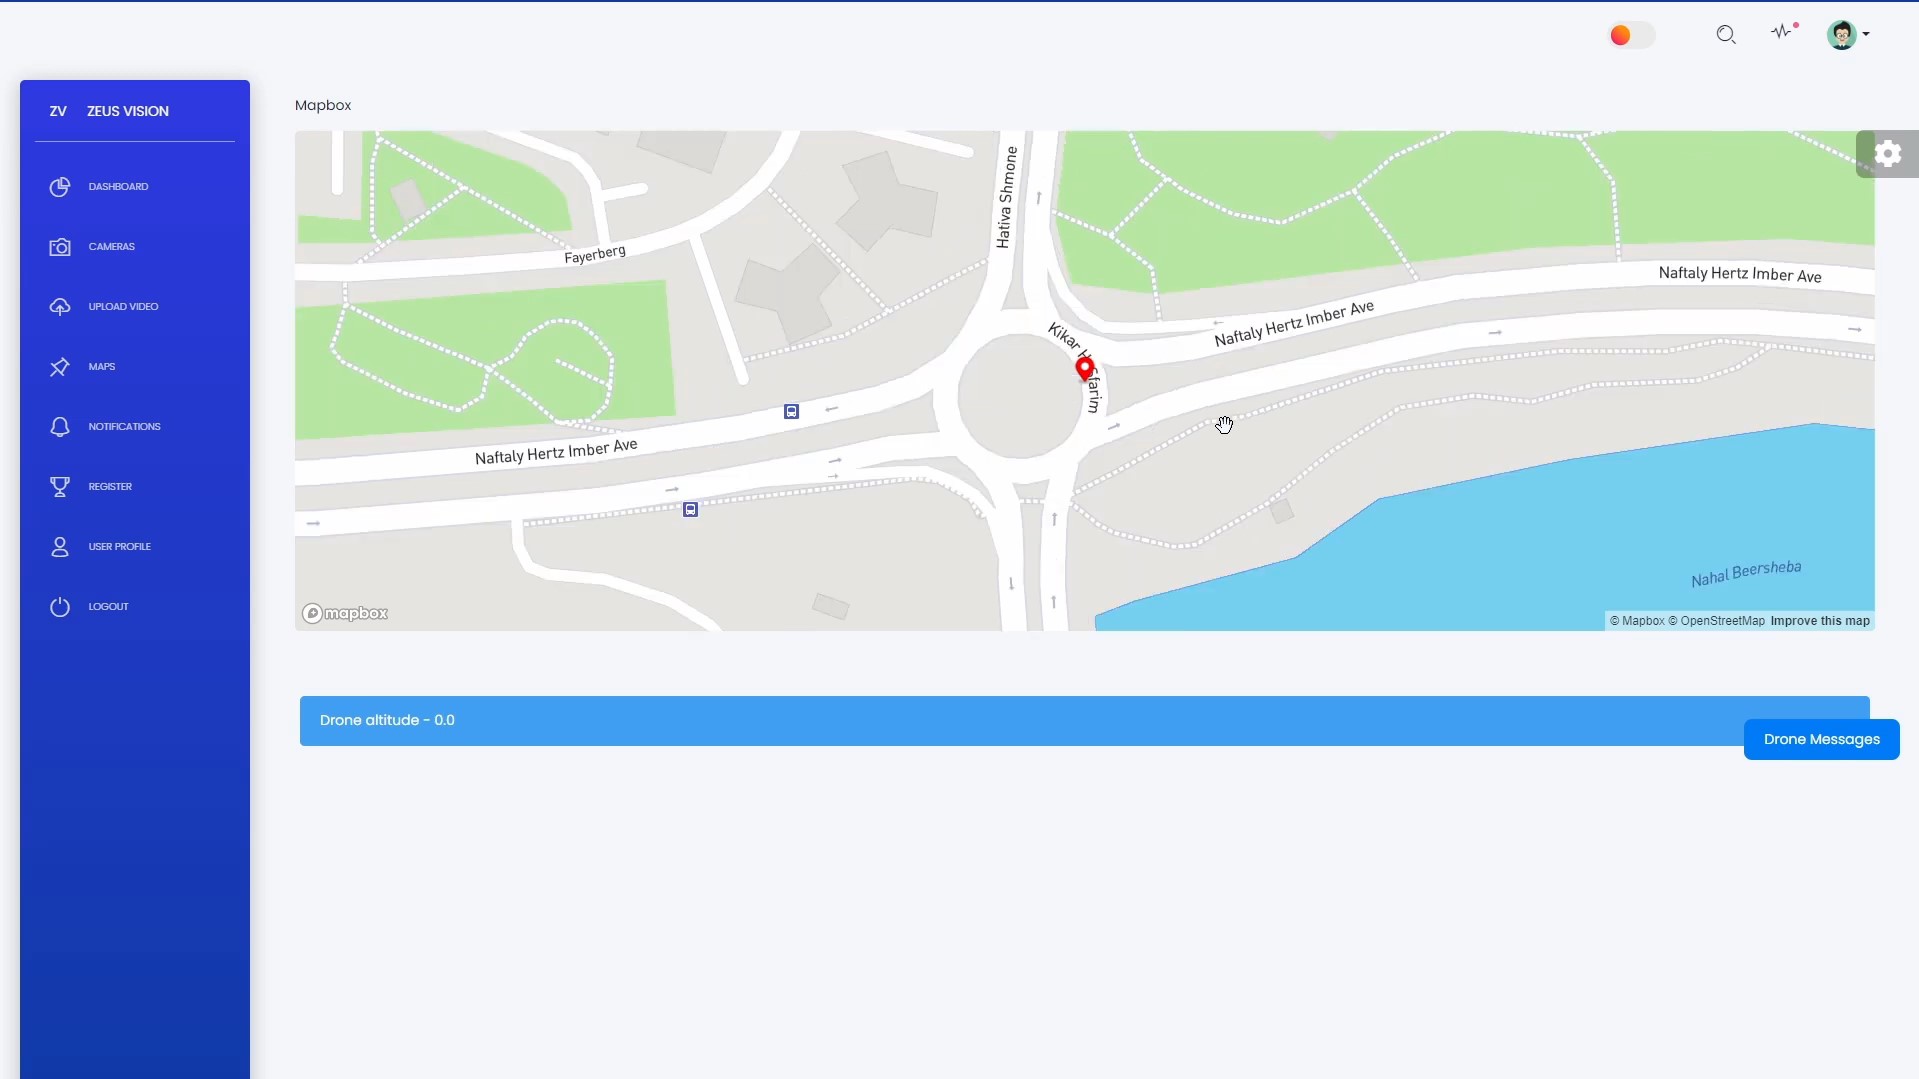 ZV ZEUS VISION
DASHBOARD
CAMERAS
UPLOAD VIDEO
MAPS
NOTIFICATIONS
REGISTER
USER PROFILE
LOGOUT
Mapbox
Hativa Shmone
Fayerberg
Naftaly Hertz Imber Ave
Naftaly Hertz Imber Ave
Kikar
Naftaly Hertz Imber Ave
Nahal Beersheba
mapbox
© Mapbox © OpenStreetMap Improve this map
Drone altitude - 0.0
Drone Messages